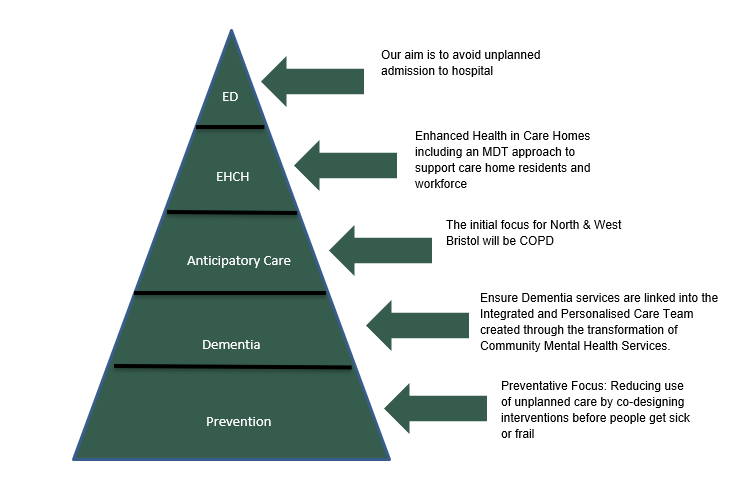 Our aim is to avoid unplanned
admission to hospital
ED
Enhanced Health in Care Homes
including an MDT approach to
support care home residents and
workforce
EHCH
The initial focus for North & West
Bristol will be COPD
Anticipatory Care
Ensure Dementia services are linked into the
Integrated and Personalised Care Team
created through the transformation of
Community Mental Health Services.
Dementia
Preventative Focus: Reducing use
of unplanned care by co-designing
interventions before people get sick
or frail
Prevention